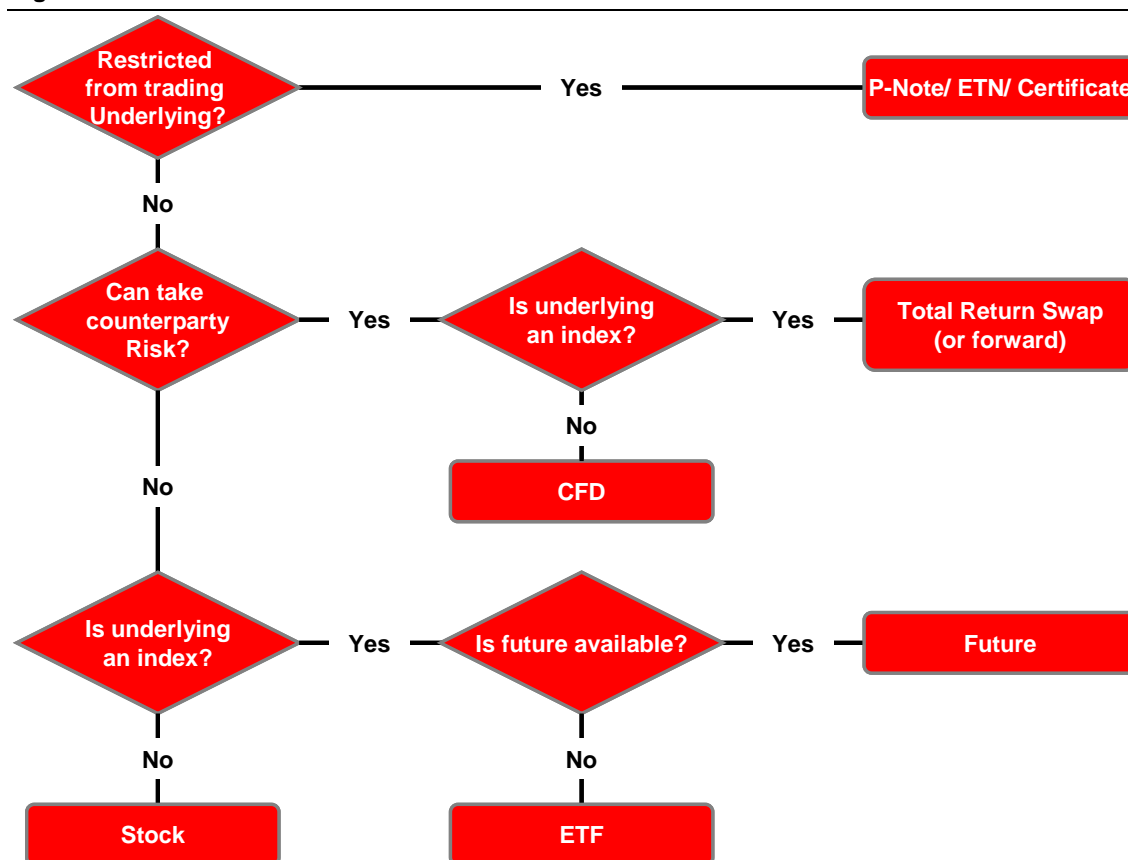 Restricted
from trading
Underlying?
Yes
P-Note/ ETN/ Certificate
No
Can take
counterparty
Risk?
Yes
Is underlying
an index?
Yes
Total Return Swap
(or forward)
No
CFD
No
Is underlying
an index?
Yes
Is future available?
Yes
Future
No
No
Stock
ETF